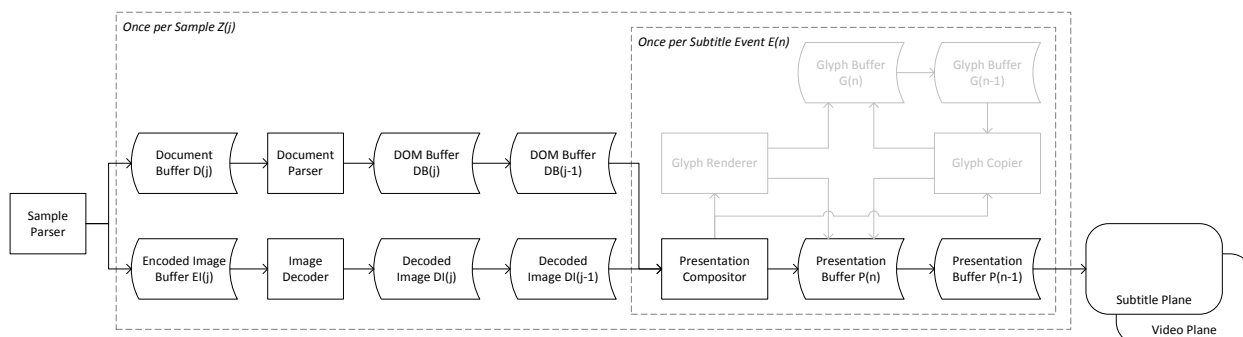 Once per Sample Z(j)
Once per Subtitle Event E(n)
Glyph Buffer
G(n)
Glyph Buffer
G(n-1)
Document
Buffer D(j)
Document
Parser
DOM Buffer
DB(j)
DOM Buffer
DB(j-1)
Glyph Renderer
Glyph Copier
Sample
Parser
Encoded Image
Buffer EI(j)
Image
Decoder
Decoded
Image DI(j)
Decoded
Image DI(j-1)
Presentation
Compositor
Presentation
Buffer P(n)
Presentation
Buffer P(n-1)
Subtitle Plane
Video Plane